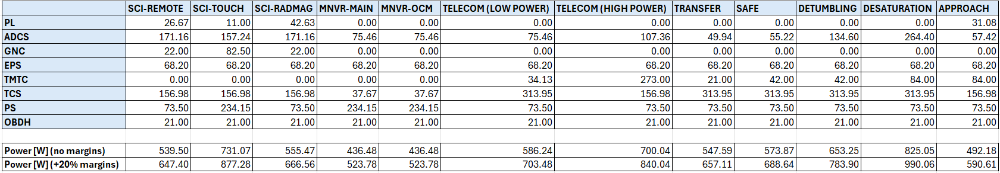 SCI-REMOTE SCI-TOUCH SCI-RADMAG MNVR-MAIN MNVR-OCM TELECOM (LOW POWER) TELECOM (HIGH POWER) TRANSFER SAFE DETUMBLING DESATURATION APPROACH
PL 26.67 11.00 42.63 0.00 0.00 0.00 0.00 0.00 0.00 0.00 0.00 31.08
ADCS 171.16 157.24 171.16 75.46 75.46 75.46 107.36 49.94 55.22 134.60 264.40 57.42
GNC 22.00 82.50 22.00 0.00 0.00 0.00 0.00 0.00 0.00 0.00 0.00 0.00
EPS 68.20 68.20 68.20 68.20 68.20 68.20 68.20 68.20 68.20 68.20 68.20 68.20
TMTC 0.00 0.00 0.00 0.00 0.00 34.13 273.00 21.00 42.00 42.00 84.00 84.00
TCS 156.98 156.98 156.98 37.67 37.67 313.95 156.98 313.95 313.95 313.95 313.95 156.98
PS 73.50 234.15 73.50 234.15 234.15 73.50 73.50 73.50 73.50 73.50 73.50 73.50
OBDH 21.00 21.00 21.00 21.00 21.00 21.00 21.00 21.00 21.00 21.00 21.00 21.00
Power [W] (no margins) 539.50 731.07 555.47 436.48 436.48 586.24 700.04 547.59 573.87 653.25 825.05 492.18
Power [W] (+20% margins) 647.40 877.28 666.56 523.78 523.78 703.48 840.04 657.11 688.64 783.90 990.06 590.61